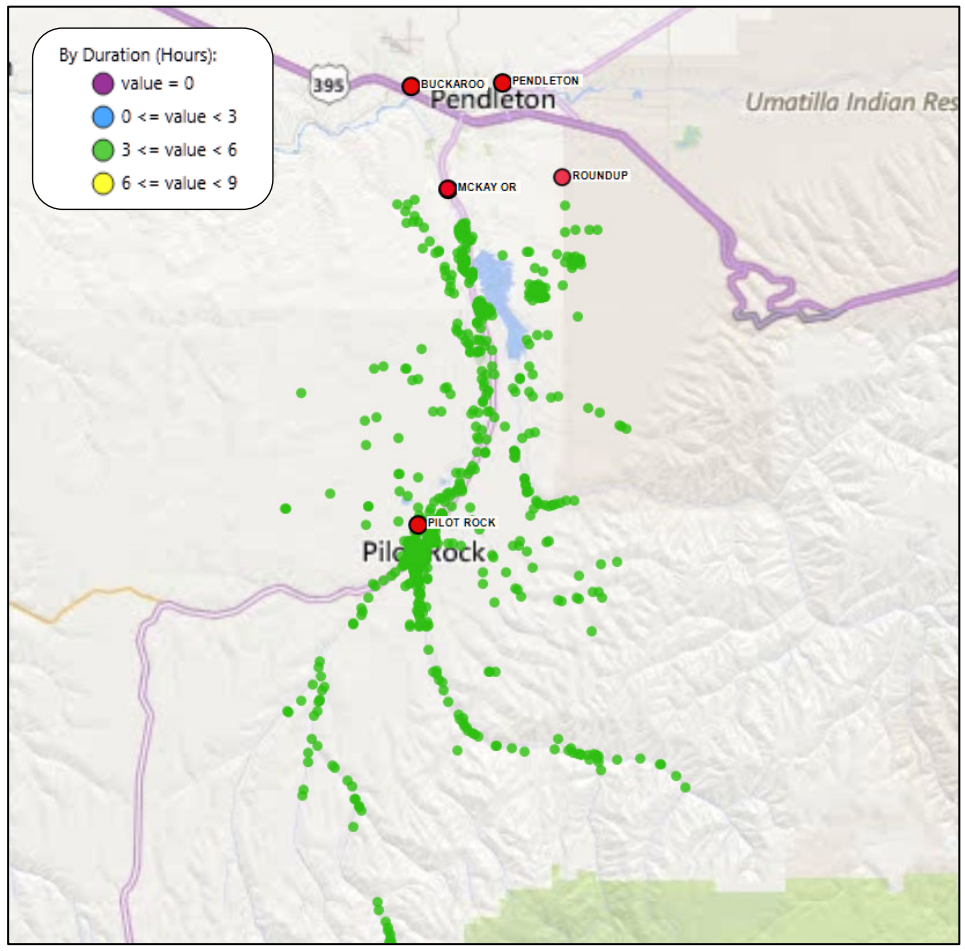 By Duration (Hours):
value = 0
0 <= value < 3
3 <= value < 6
6 <= value < 9
395
BUCKAROO
PENDLETON
Pendleton
Umatilla Indian Res
ROUNDUP
MCKAY OR
PILOT ROCK
Pilot Rock